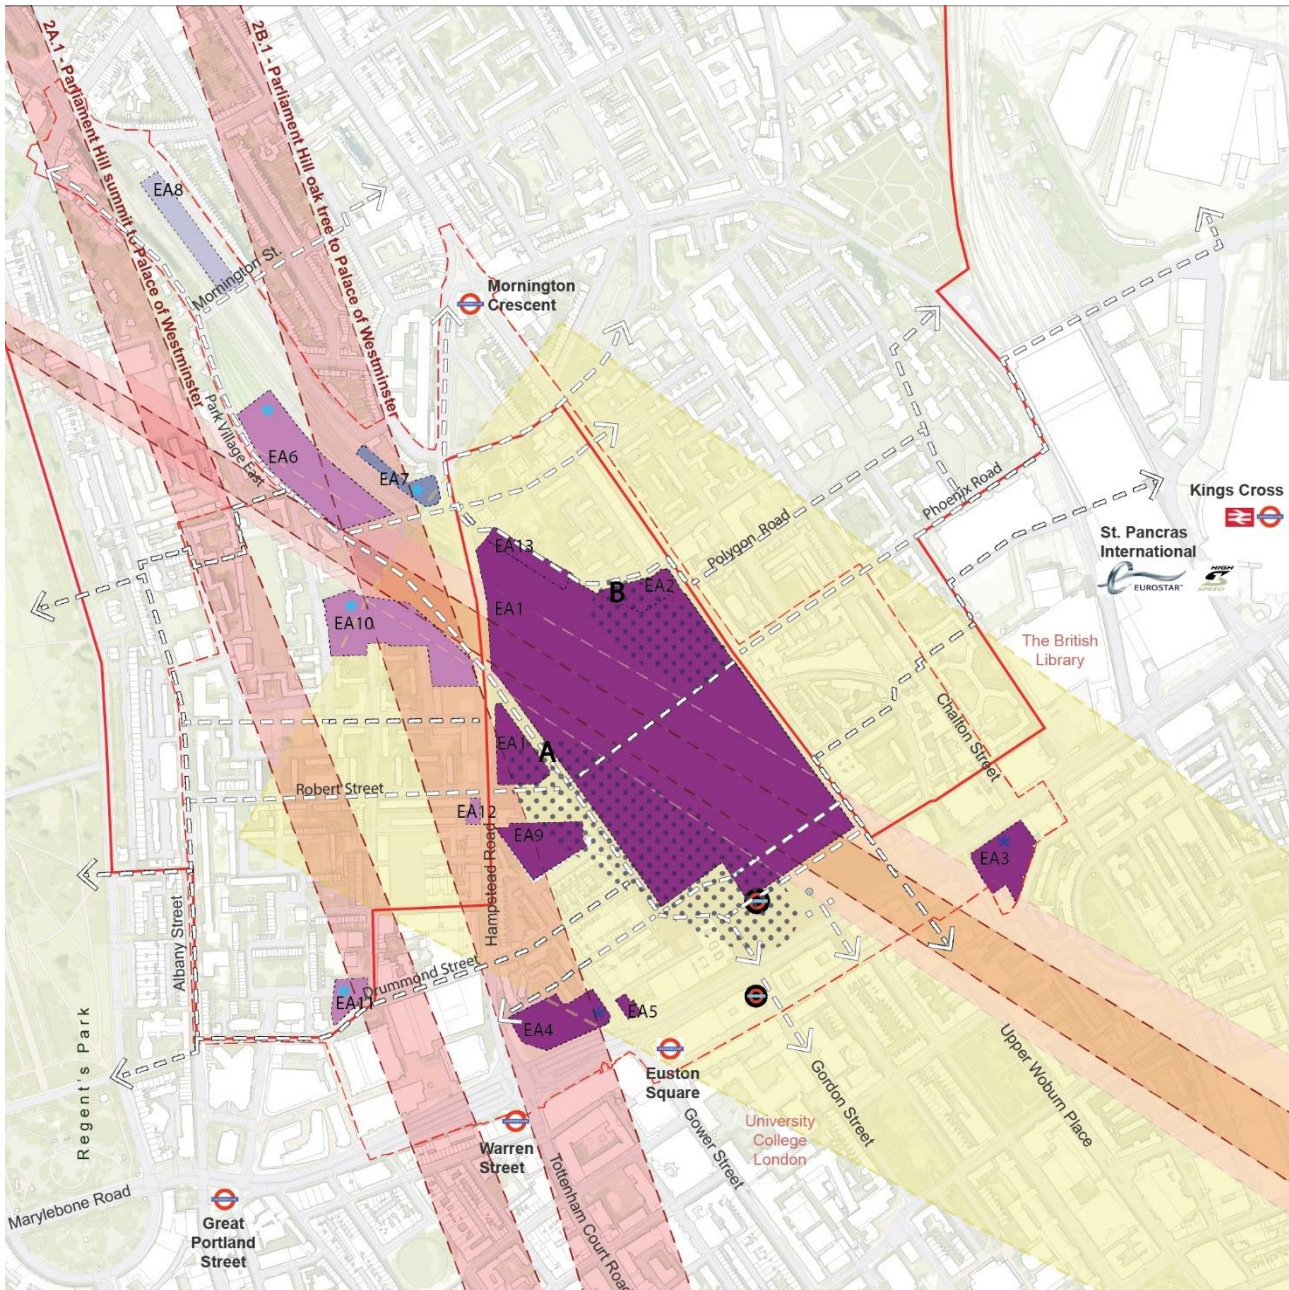 2A.1 - Parliament Hill summit to Palace of Westminster
2B.1 - Parliament Hill oak tree to Palace of Westminster
EA8
Mornington St.
Mornington
Crescent
Park Village East
EA6
EA7
Kings Cross
St. Pancras
International
EUROSTAR™
HIGH
SPEED
Phoenix Road
Polygon Road
EA13
B
EA2
EA1
EA10
The British
Library
Chalton Street
A
EA1
Robert Street
EA12
EA9
Hampstead Road
EA3
Albany Street
Drummond Street
EA11
EA4
EA5
Regent's Park
Euston
Square
Upper Woburn Place
Gordon Street
University
College
London
Gower Street
Warren
Street
Tottenham Court Road
Marylebone Road
Great
Portland
Street